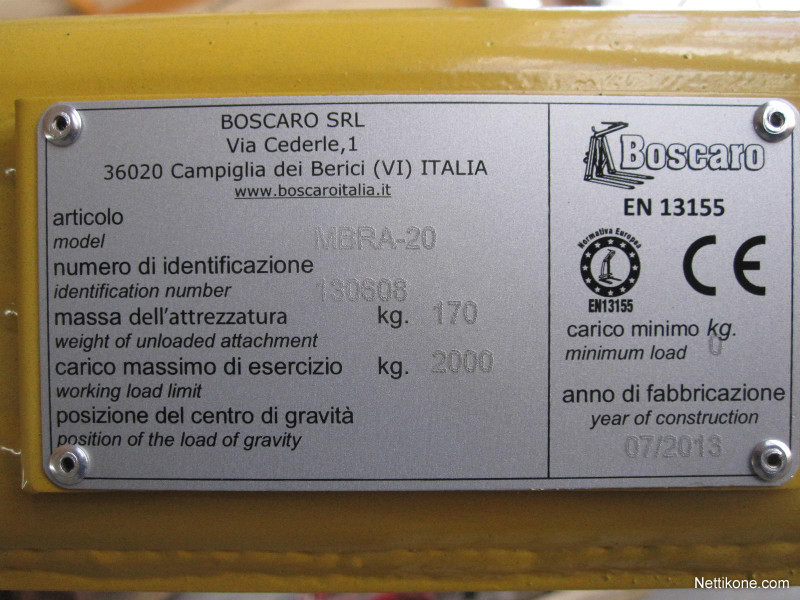 BOSCARO SRL
Via Cederle,1
36020 Campiglia dei Berici (VI) ITALIA
www.boscaroitalia.it
articolo
model MBRA-20
numero di identificazione
identification number 130608
massa dell'attrezzatura kg. 170
weight of unloaded attachment
carico massimo di esercizio kg. 2000
working load limit
posizione del centro di gravità
position of the load of gravity
Boscaro
EN 13155
Normativa Europea
EN13155
CE
carico minimo kg.
minimum load 0
anno di fabbricazione
year of construction
07/2013
Nettikone.com